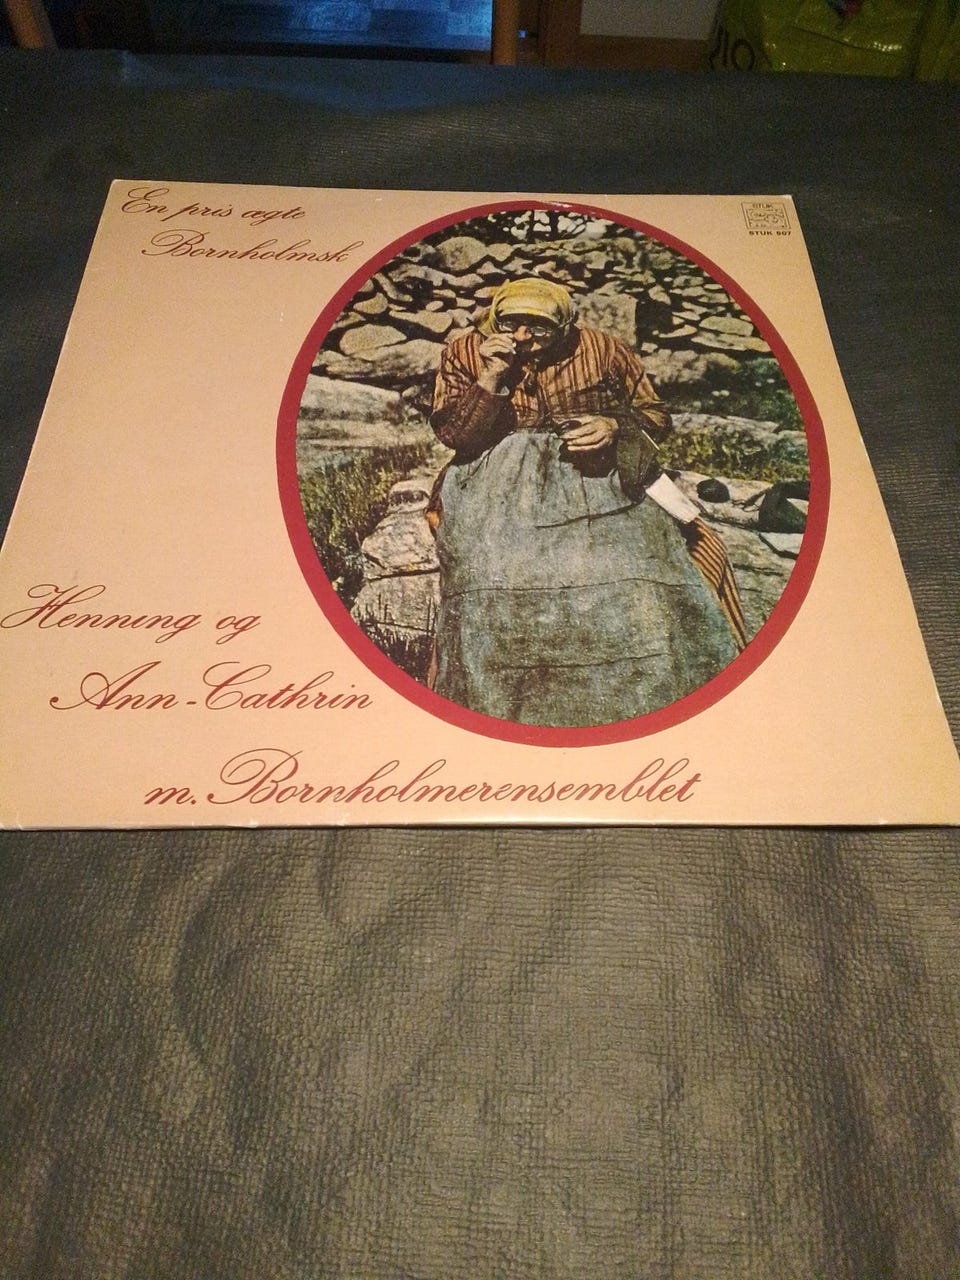 En pris ægte
Bornholmsk
STUK
STUK 507
Henning og
Ann-Cathrin
m. Bornholmerensemblet